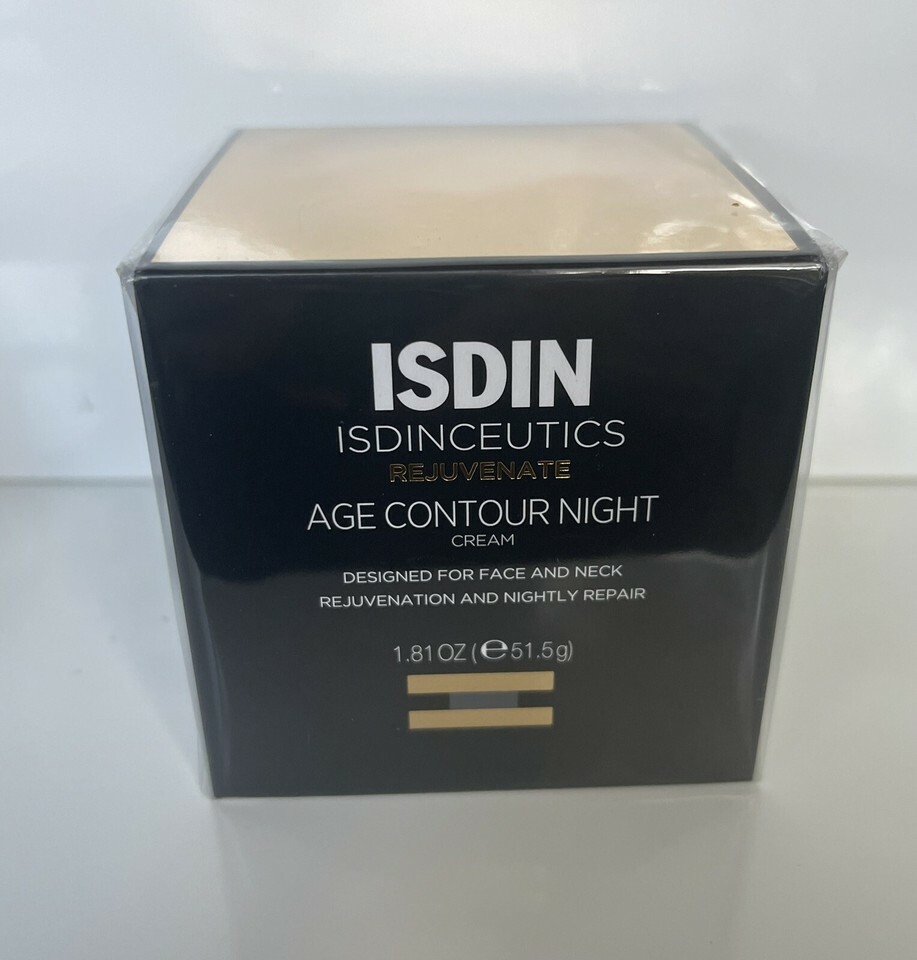 ISDIN
ISDINCEUTICS
REJUVENATE
AGE CONTOUR NIGHT
CREAM
DESIGNED FOR FACE AND NECK
REJUVENATION AND NIGHTLY REPAIR
1.81 OZ (℮ 51.5g)